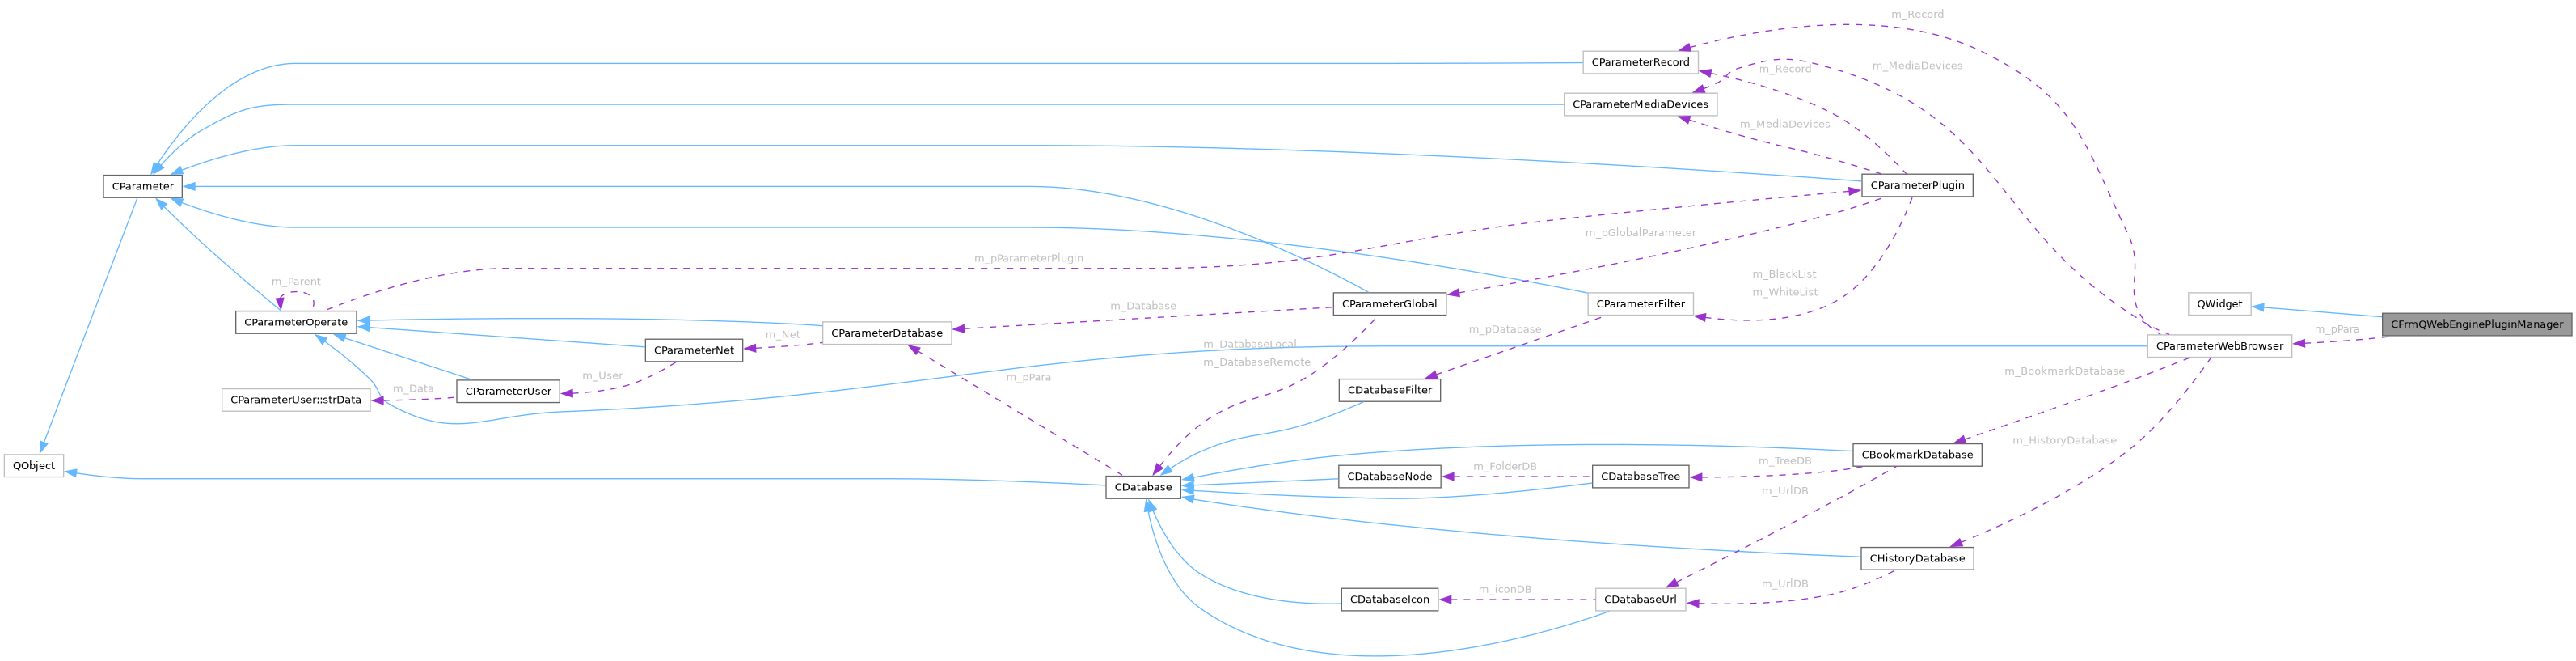 m_Record
CParameterRecord
m_Record
m_MediaDevices
CParameterMediaDevices
m_MediaDevices
CParameter
CParameterPlugin
m_pGlobalParameter
m_pParameterPlugin
m_Parent
m_BlackList
m_WhiteList
m_Database
CParameterGlobal
CParameterFilter
QWidget
CParameterOperate
CFrmQWebEnginePluginManager
CParameterDatabase
m_pDatabase
m_pPara
m_Net
CParameterNet
m_DatabaseLocal
m_DatabaseRemote
CParameterWebBrowser
m_User
m_pPara
m_BookmarkDatabase
m_Data
CParameterUser
CDatabaseFilter
CParameterUser::strData
m_HistoryDatabase
CBookmarkDatabase
QObject
m_FolderDB
m_TreeDB
CDatabaseNode
CDatabaseTree
CDatabase
m_UrlDB
CHistoryDatabase
m_UrlDB
m_iconDB
CDatabaseIcon
CDatabaseUrl